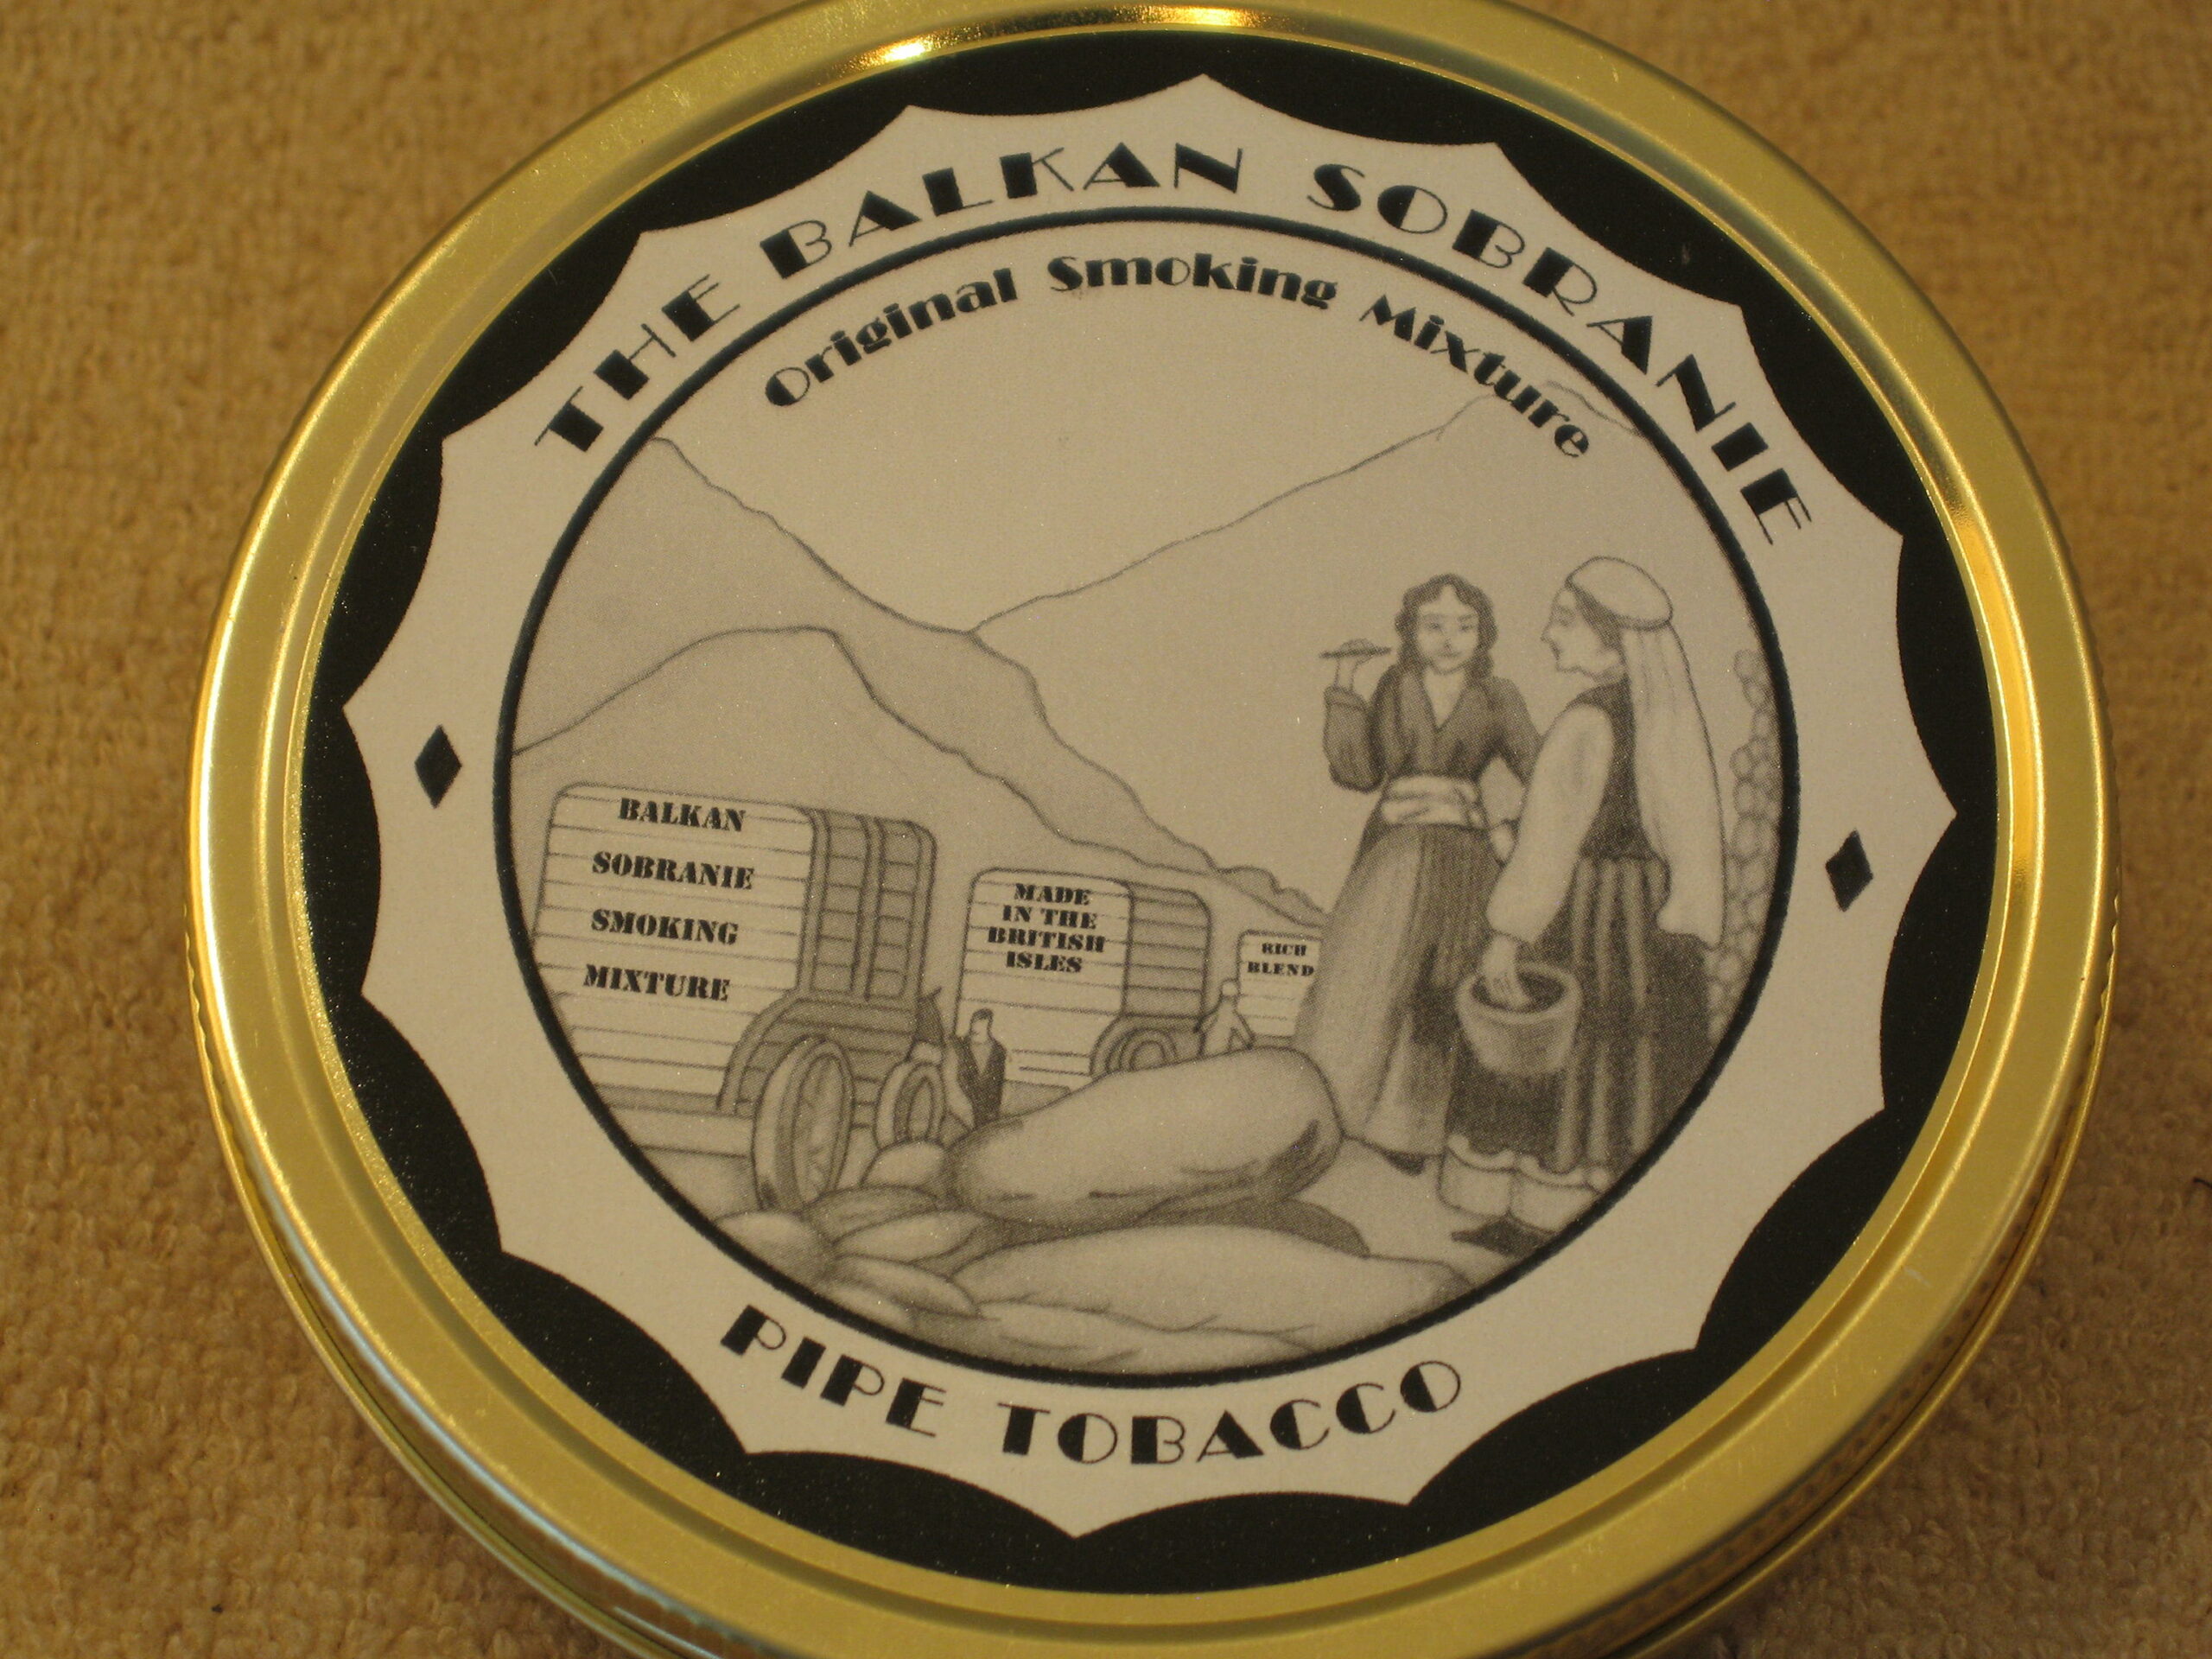 THE BALKAN SOBRANIE
Original Smoking Mixture
BALKAN
SOBRANIE
SMOKING
MIXTURE
MADE
IN THE
BRITISH
ISLES
RICH
BLEND
PIPE TOBACCO